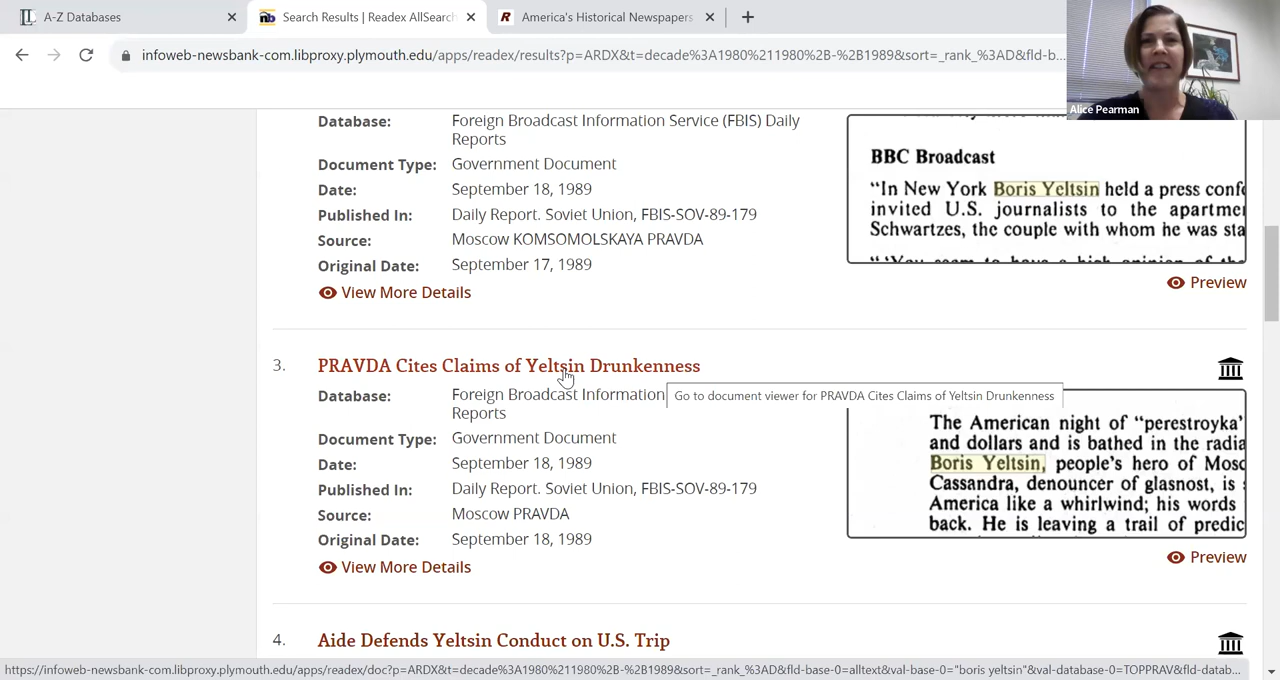 A-Z Databases
Search Results | Readex AllSearch
America's Historical Newspapers
infoweb-newsbank-com.libproxy.plymouth.edu/apps/readex/results?p=ARDX&t=decade%3A1980%211980%2B-%2B1989&sort=_rank_%3AD&fld-b...
Alice Pearman
Database: Foreign Broadcast Information Service (FBIS) Daily
Reports
Document Type: Government Document
Date: September 18, 1989
Published In: Daily Report. Soviet Union, FBIS-SOV-89-179
Source: Moscow KOMSOMOLSKAYA PRAVDA
Original Date: September 17, 1989
View More Details
BBC Broadcast
"In New York Boris Yeltsin held a press conf
invited U.S. journalists to the apartmen
Schwartzes, the couple with whom he was sta
Preview
3. PRAVDA Cites Claims of Yeltsin Drunkenness
Go to document viewer for PRAVDA Cites Claims of Yeltsin Drunkenness
Database: Foreign Broadcast Information
Reports
Document Type: Government Document
Date: September 18, 1989
Published In: Daily Report. Soviet Union, FBIS-SOV-89-179
Source: Moscow PRAVDA
Original Date: September 18, 1989
View More Details
The American night of "perestroyka'
and dollars and is bathed in the radia
Boris Yeltsin, people's hero of Mosc
Cassandra, denouncer of glasnost, is
America like a whirlwind; his words
back. He is leaving a trail of predic
Preview
4. Aide Defends Yeltsin Conduct on U.S. Trip
https://infoweb-newsbank-com.libproxy.plymouth.edu/apps/readex/doc?p=ARDX&t=decade%3A1980%211980%2B-%2B1989&sort=_rank_%3AD&fld-base-0=alltext&val-base-0="boris yeltsin"&val-database-0=TOPPRAV&fld-datab...